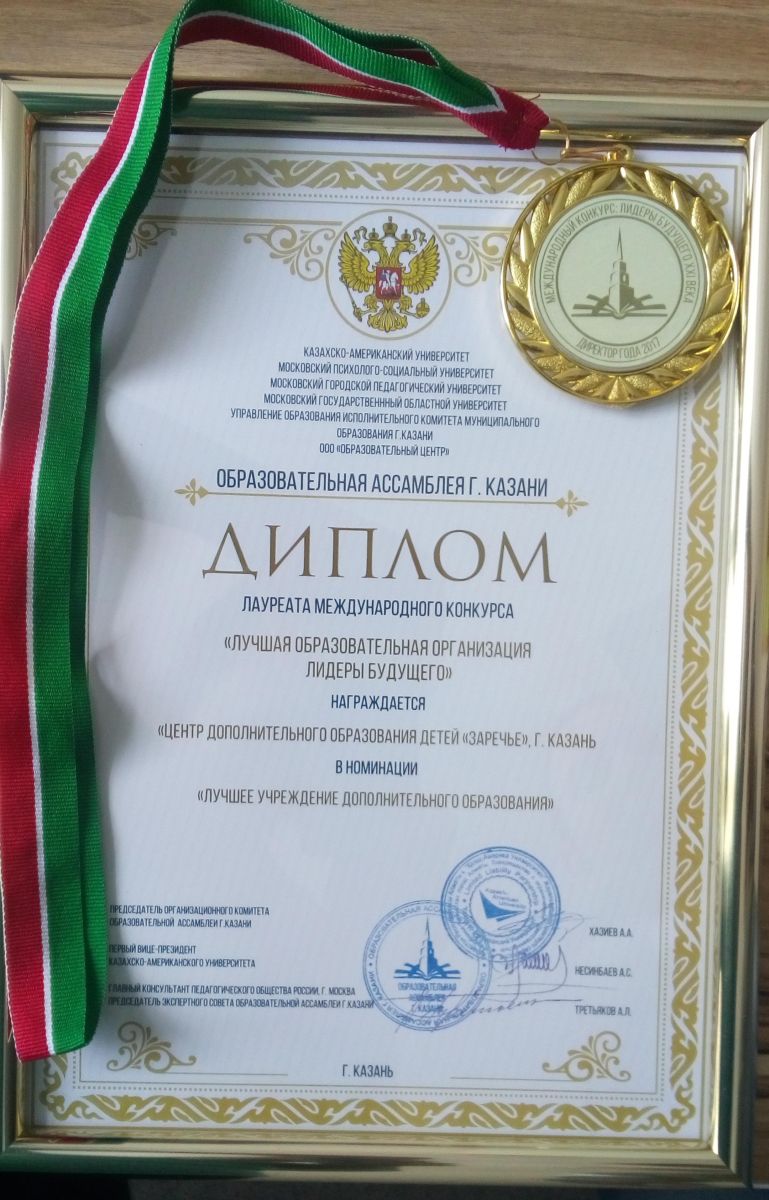 МЕЖДУНАРОДНЫЙ КОНКУРС: ЛИДЕРЫ БУДУЩЕГО XXI ВЕКА
ДИРЕКТОР ГОДА 2017
КАЗАХСКО-АМЕРИКАНСКИЙ УНИВЕРСИТЕТ
МОСКОВСКИЙ ПСИХОЛОГО-СОЦИАЛЬНЫЙ УНИВЕРСИТЕТ
МОСКОВСКИЙ ГОРОДСКОЙ ПЕДАГОГИЧЕСКИЙ УНИВЕРСИТЕТ
МОСКОВСКИЙ ГОСУДАРСТВЕНННЫЙ ОБЛАСТНОЙ УНИВЕРСИТЕТ
УПРАВЛЕНИЕ ОБРАЗОВАНИЯ ИСПОЛНИТЕЛЬНОГО КОМИТЕТА МУНИЦИПАЛЬНОГО
ОБРАЗОВАНИЯ Г.КАЗАНИ
ООО «ОБРАЗОВАТЕЛЬНЫЙ ЦЕНТР»
ОБРАЗОВАТЕЛЬНАЯ АССАМБЛЕЯ Г. КАЗАНИ
ДИПЛОМ
ЛАУРЕАТА МЕЖДУНАРОДНОГО КОНКУРСА
«ЛУЧШАЯ ОБРАЗОВАТЕЛЬНАЯ ОРГАНИЗАЦИЯ
ЛИДЕРЫ БУДУЩЕГО»
НАГРАЖДАЕТСЯ
«ЦЕНТР ДОПОЛНИТЕЛЬНОГО ОБРАЗОВАНИЯ ДЕТЕЙ «ЗАРЕЧЬЕ», Г. КАЗАНЬ
В НОМИНАЦИИ
«ЛУЧШЕЕ УЧРЕЖДЕНИЕ ДОПОЛНИТЕЛЬНОГО ОБРАЗОВАНИЯ»
ПРЕДСЕДАТЕЛЬ ОРГАНИЗАЦИОННОГО КОМИТЕТА
ОБРАЗОВАТЕЛЬНОЙ АССАМБЛЕИ Г.КАЗАНИ
ХАЗИЕВ А.А.
ПЕРВЫЙ ВИЦЕ-ПРЕЗИДЕНТ
КАЗАХСКО-АМЕРИКАНСКОГО УНИВЕРСИТЕТА
НЕСИНБАЕВ А.С.
ГЛАВНЫЙ КОНСУЛЬТАНТ ПЕДАГОГИЧЕСКОГО ОБЩЕСТВА РОССИИ, Г. МОСКВА
ПРЕДСЕДАТЕЛЬ ЭКСПЕРТНОГО СОВЕТА ОБРАЗОВАТЕЛЬНОЙ АССАМБЛЕИ Г.КАЗАНИ
ТРЕТЬЯКОВ А.Л.
ОБРАЗОВАТЕЛЬНАЯ
АССАМБЛЕЯ
Г. КАЗАНИ
Г. КАЗАНЬ